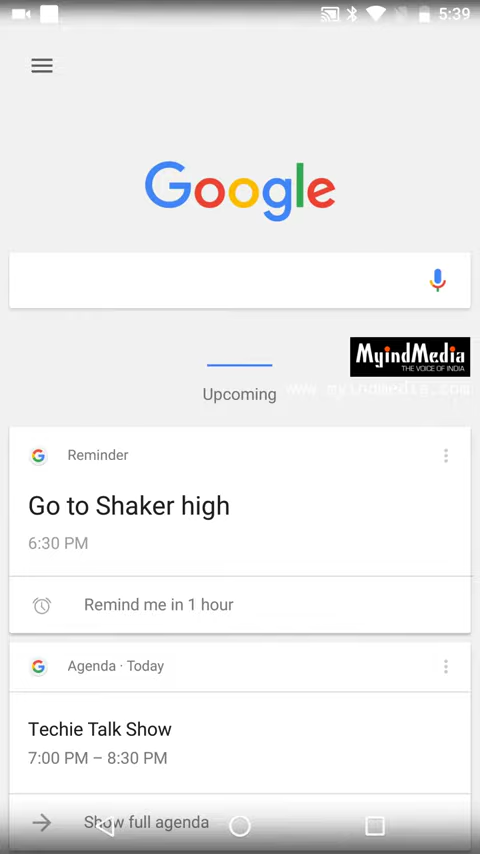 5:39
Google
MyindMedia
THE VOICE OF INDIA
www.myindmedia.com
Upcoming
Reminder
Go to Shaker high
6:30 PM
Remind me in 1 hour
Agenda · Today
Techie Talk Show
7:00 PM – 8:30 PM
Show full agenda